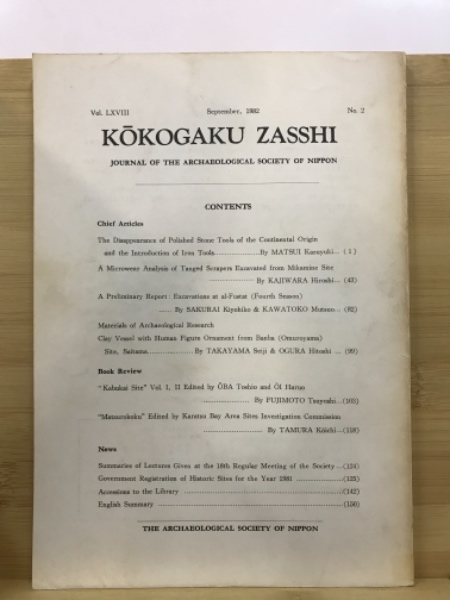 Vol. LXVIII September, 1982 No. 2
KŌKOGAKU ZASSHI
JOURNAL OF THE ARCHAEOLOGICAL SOCIETY OF NIPPON
CONTENTS
Chief Articles
The Disappearance of Polished Stone Tools of the Continental Origin
and the Introduction of Iron Tools....................By MATSUI Kazuyuki... ( 1 )
A Microwear Analysis of Tanged Scrapers Excavated from Mikamine Site
..............................By KAJIWARA Hiroshi... (43)
A Preliminary Report : Excavations at al-Fustat (Fourth Season)
...... By SAKURAI Kiyohiko & KAWATOKO Mutsuo... (82)
Materials of Archaeological Research
Clay Vessel with Human Figure Ornament from Banba (Omuroyama)
Site, Saitama.................... By TAKAYAMA Seiji & OGURA Hitoshi ... (99)
Book Review
"Kabukai Site" Vol. I, II Edited by ŌBA Toshio and ŌI Haruo
........................ By FUJIMOTO Tsuyoshi...(105)
"Matsurokoku" Edited by Karatsu Bay Area Sites Investigation Commission
........................ By TAMURA Kōichi...(118)
News
Summaries of Lectures Given at the 18th Regular Meeting of the Society ...(124)
Government Registration of Historic Sites for the Year 1981 ...............(135)
Accessions to the Library ..................................................(142)
English Summary ..........................................................(150)
THE ARCHAEOLOGICAL SOCIETY OF NIPPON